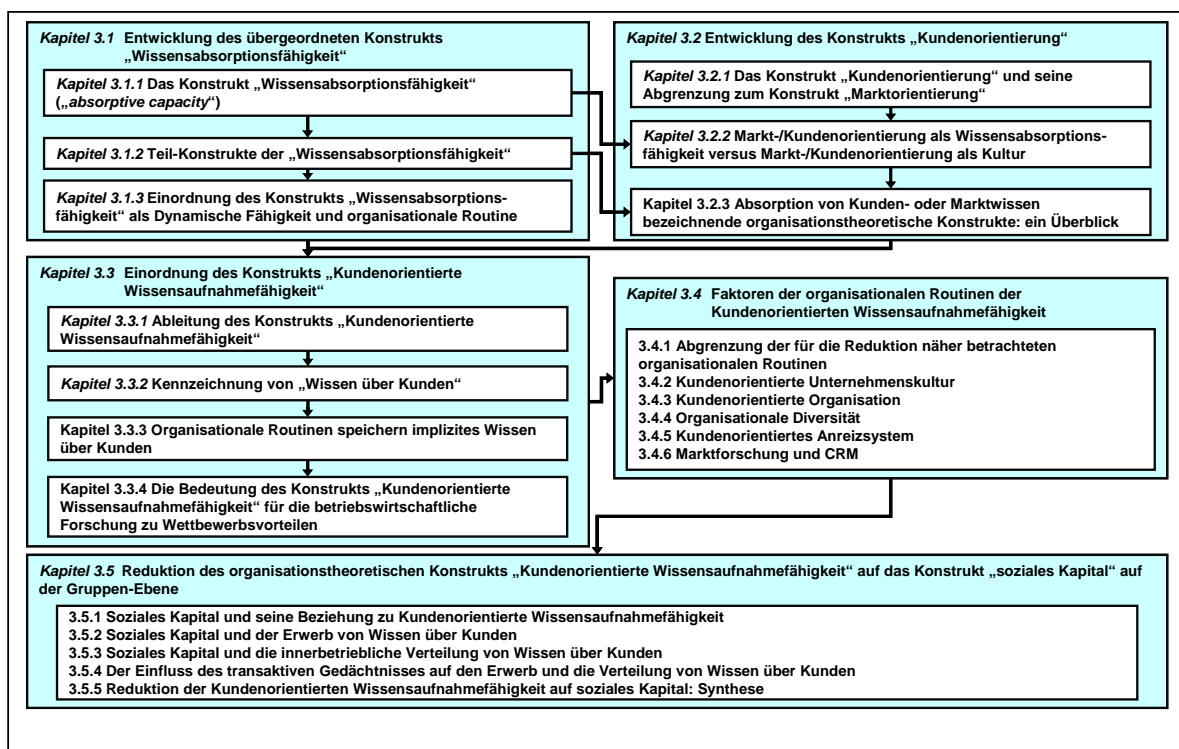 Kapitel 3.1 Entwicklung des übergeordneten Konstrukts
„Wissensabsorptionsfähigkeit“
Kapitel 3.1.1 Das Konstrukt „Wissensabsorptionsfähigkeit“
(„absorptive capacity“)
Kapitel 3.1.2 Teil-Konstrukte der „Wissensabsorptionsfähigkeit“
Kapitel 3.1.3 Einordnung des Konstrukts „Wissensabsorptions-
fähigkeit“ als Dynamische Fähigkeit und organisationale Routine
Kapitel 3.2 Entwicklung des Konstrukts „Kundenorientierung“
Kapitel 3.2.1 Das Konstrukt „Kundenorientierung“ und seine
Abgrenzung zum Konstrukt „Marktorientierung“
Kapitel 3.2.2 Markt-/Kundenorientierung als Wissensabsorptions-
fähigkeit versus Markt-/Kundenorientierung als Kultur
Kapitel 3.2.3 Absorption von Kunden- oder Marktwissen
bezeichnende organisationstheoretische Konstrukte: ein Überblick
Kapitel 3.3 Einordnung des Konstrukts „Kundenorientierte
Wissensaufnahmefähigkeit“
Kapitel 3.3.1 Ableitung des Konstrukts „Kundenorientierte
Wissensaufnahmefähigkeit“
Kapitel 3.3.2 Kennzeichnung von „Wissen über Kunden“
Kapitel 3.3.3 Organisationale Routinen speichern implizites Wissen
über Kunden
Kapitel 3.3.4 Die Bedeutung des Konstrukts „Kundenorientierte
Wissensaufnahmefähigkeit“ für die betriebswirtschaftliche
Forschung zu Wettbewerbsvorteilen
Kapitel 3.4 Faktoren der organisationalen Routinen der
Kundenorientierten Wissensaufnahmefähigkeit
3.4.1 Abgrenzung der für die Reduktion näher betrachteten
organisationalen Routinen
3.4.2 Kundenorientierte Unternehmenskultur
3.4.3 Kundenorientierte Organisation
3.4.4 Organisationale Diversität
3.4.5 Kundenorientiertes Anreizsystem
3.4.6 Marktforschung und CRM
Kapitel 3.5 Reduktion des organisationstheoretischen Konstrukts „Kundenorientierte Wissensaufnahmefähigkeit“ auf das Konstrukt „soziales Kapital“ auf
der Gruppen-Ebene
3.5.1 Soziales Kapital und seine Beziehung zu Kundenorientierte Wissensaufnahmefähigkeit
3.5.2 Soziales Kapital und der Erwerb von Wissen über Kunden
3.5.3 Soziales Kapital und die innerbetriebliche Verteilung von Wissen über Kunden
3.5.4 Der Einfluss des transaktiven Gedächtnisses auf den Erwerb und die Verteilung von Wissen über Kunden
3.5.5 Reduktion der Kundenorientierten Wissensaufnahmefähigkeit auf soziales Kapital: Synthese